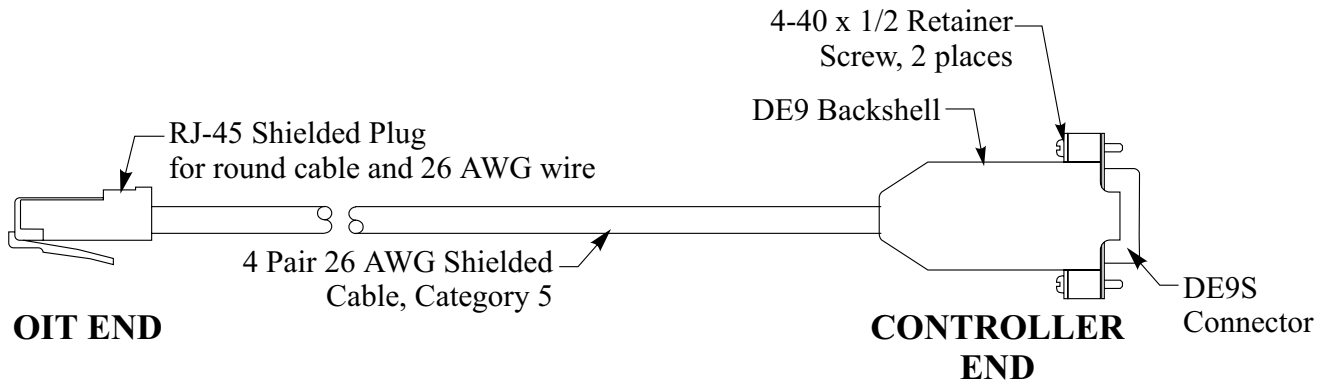 4-40 x 1/2 Retainer
Screw, 2 places
DE9 Backshell
RJ-45 Shielded Plug
for round cable and 26 AWG wire
4 Pair 26 AWG Shielded
Cable, Category 5
DE9S
Connector
OIT END
CONTROLLER
END